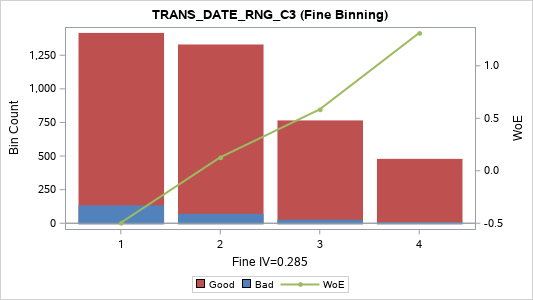 TRANS_DATE_RNG_C3 (Fine Binning)
1,250
1,000
750
500
250
0
Bin Count
1.0
0.5
0.0
-0.5
WoE
1 2 3 4
Fine IV=0.285
Good Bad WoE